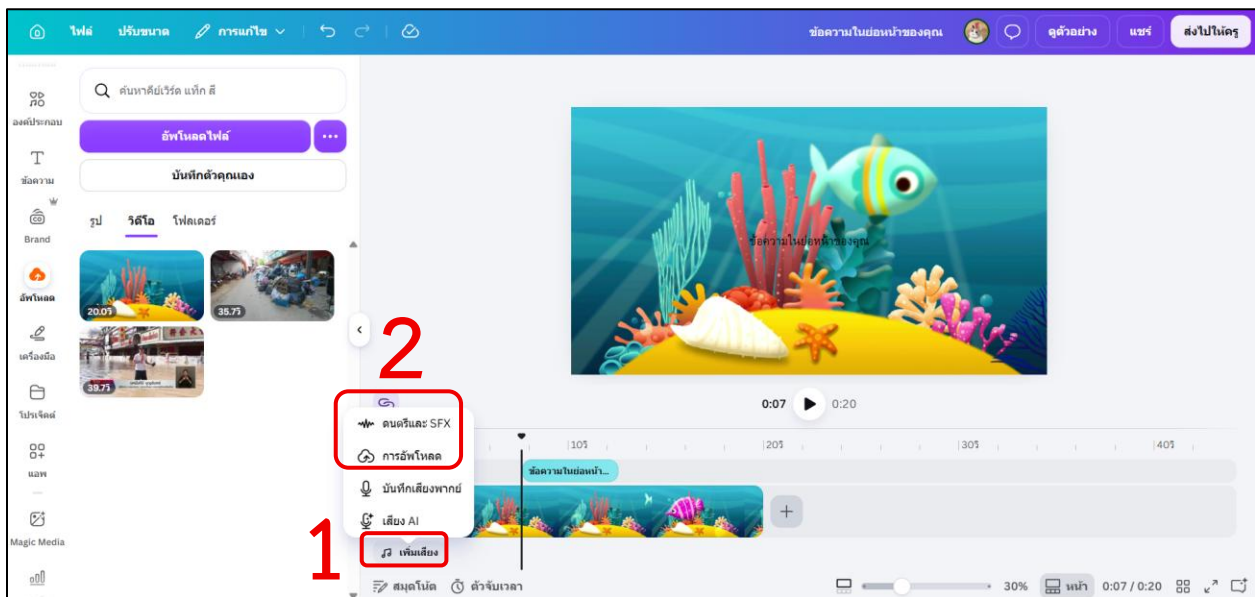 ไฟล์ ปรับขนาด การแก้ไข ข้อความในย่อหน้าของคุณ ดูตัวอย่าง แชร์ ส่งไปให้ครู
องค์ประกอบ
ข้อความ
Brand
อัพโหลด
เครื่องมือ
โปรเจ็คต์
แอพ
Magic Media
ค้นหาคีย์เวิร์ด แท็ก สี
อัพโหลดไฟล์
บันทึกตัวคุณเอง
รูป วิดีโอ โฟลเดอร์
20.0วิ
35.7วิ
39.7วิ
ข้อความในย่อหน้าของคุณ
0:07 0:20
2
ดนตรีและ SFX
การอัพโหลด
บันทึกเสียงพากย์
เสียง AI
1
เพิ่มเสียง
10วิ 20วิ 30วิ 40วิ
ข้อความในย่อหน้า...
สมุดโน้ต ตัวจับเวลา 30% หน้า 0:07 / 0:20